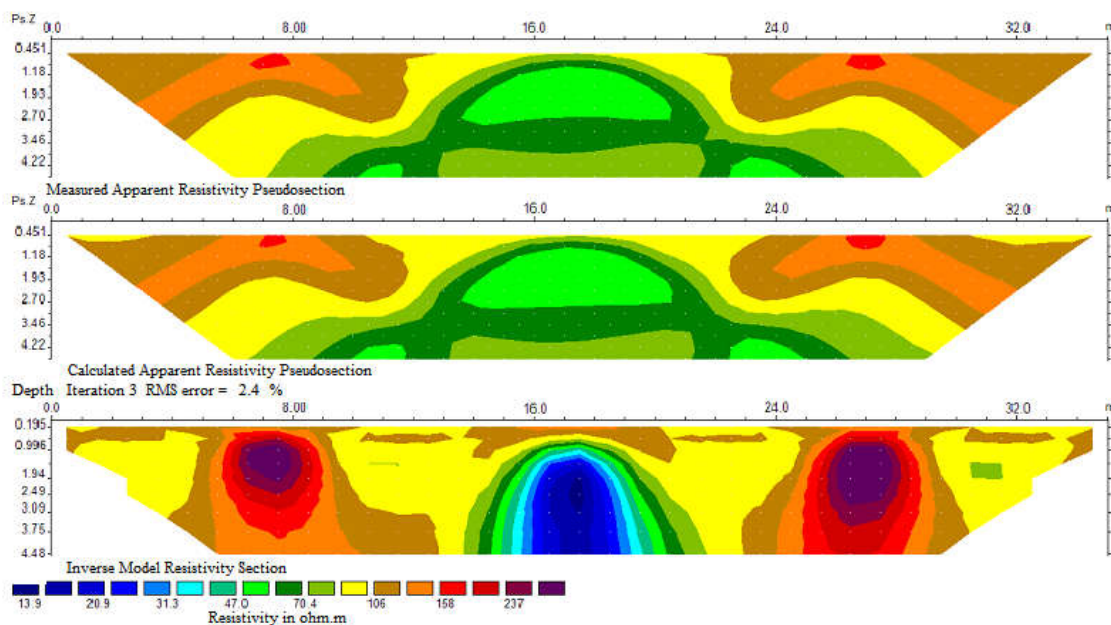 Ps.Z 0.0 8.00 16.0 24.0 32.0 m
0.451
1.18
1.93
2.70
3.46
4.22
Measured Apparent Resistivity Pseudosection
Ps.Z 0.0 8.00 16.0 24.0 32.0 m
0.451
1.18
1.93
2.70
3.46
4.22
Calculated Apparent Resistivity Pseudosection
Depth Iteration 3 RMS error = 2.4 %
0.0 8.00 16.0 24.0 32.0 m
0.195
0.996
1.94
2.49
3.09
3.75
4.48
Inverse Model Resistivity Section
13.9 20.9 31.3 47.0 70.4 106 158 237
Resistivity in ohm.m